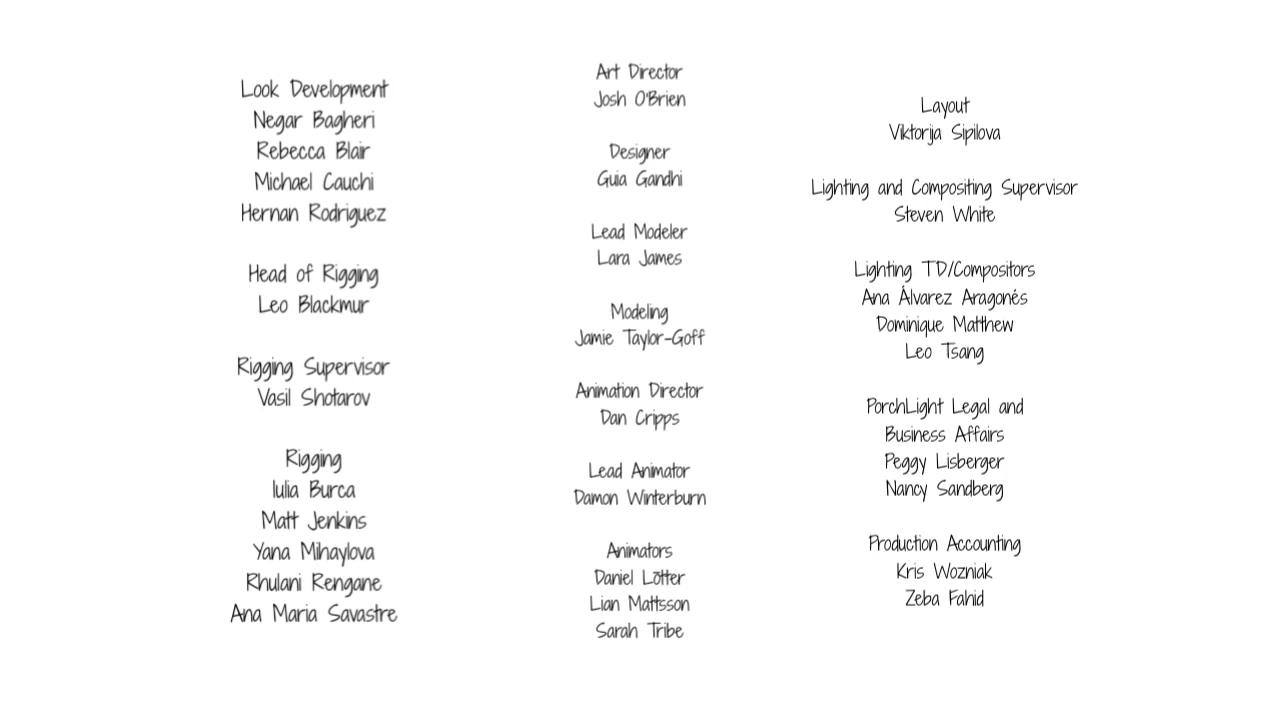 Look Development
Negar Bagheri
Rebecca Blair
Michael Cauchi
Hernan Rodriguez
Head of Rigging
Leo Blackmur
Rigging Supervisor
Vasil Shotarov
Rigging
Iulia Burca
Matt Jenkins
Yana Mihaylova
Rhulani Rengane
Ana Maria Savastre
Art Director
Josh O'Brien
Designer
Guia Gandhi
Lead Modeler
Lara James
Modeling
Jamie Taylor-Goff
Animation Director
Dan Cripps
Lead Animator
Damon Winterburn
Animators
Daniel Lötter
Lian Mattsson
Sarah Tribe
Layout
Viktorija Sipilova
Lighting and Compositing Supervisor
Steven White
Lighting TD/Compositors
Ana Álvarez Aragonés
Dominique Matthew
Leo Tsang
PorchLight Legal and
Business Affairs
Peggy Lisberger
Nancy Sandberg
Production Accounting
Kris Wozniak
Zeba Fahid